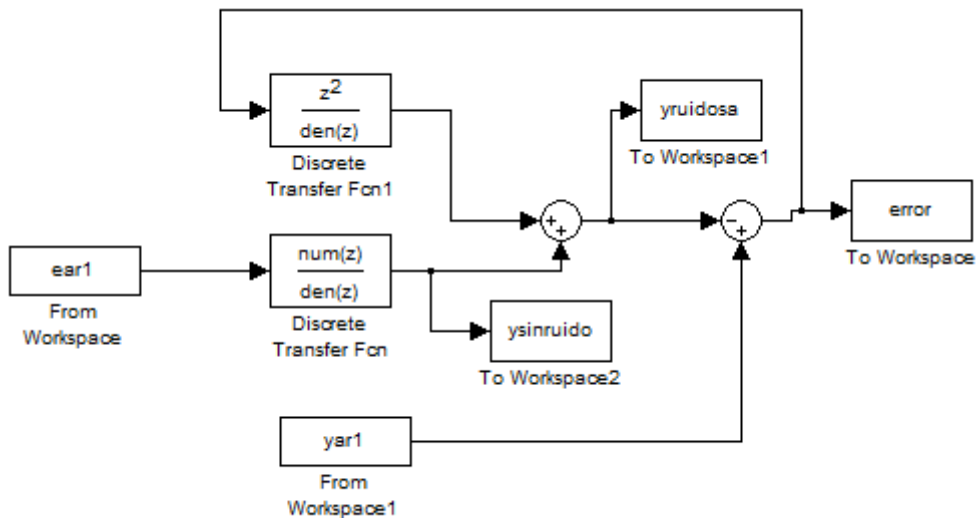 z²
den(z)
Discrete
Transfer Fcn1
yruidosa
To Workspace1
+
+
-
+
error
To Workspace
ear1
From
Workspace
num(z)
den(z)
Discrete
Transfer Fcn
ysinruido
To Workspace2
yar1
From
Workspace1